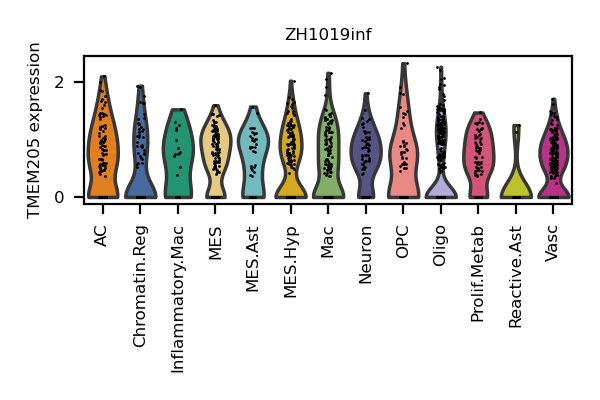 ZH1019inf
TMEM205 expression
2
0
AC
Chromatin.Reg
Inflammatory.Mac
MES
MES.Ast
MES.Hyp
Mac
Neuron
OPC
Oligo
Prolif.Metab
Reactive.Ast
Vasc